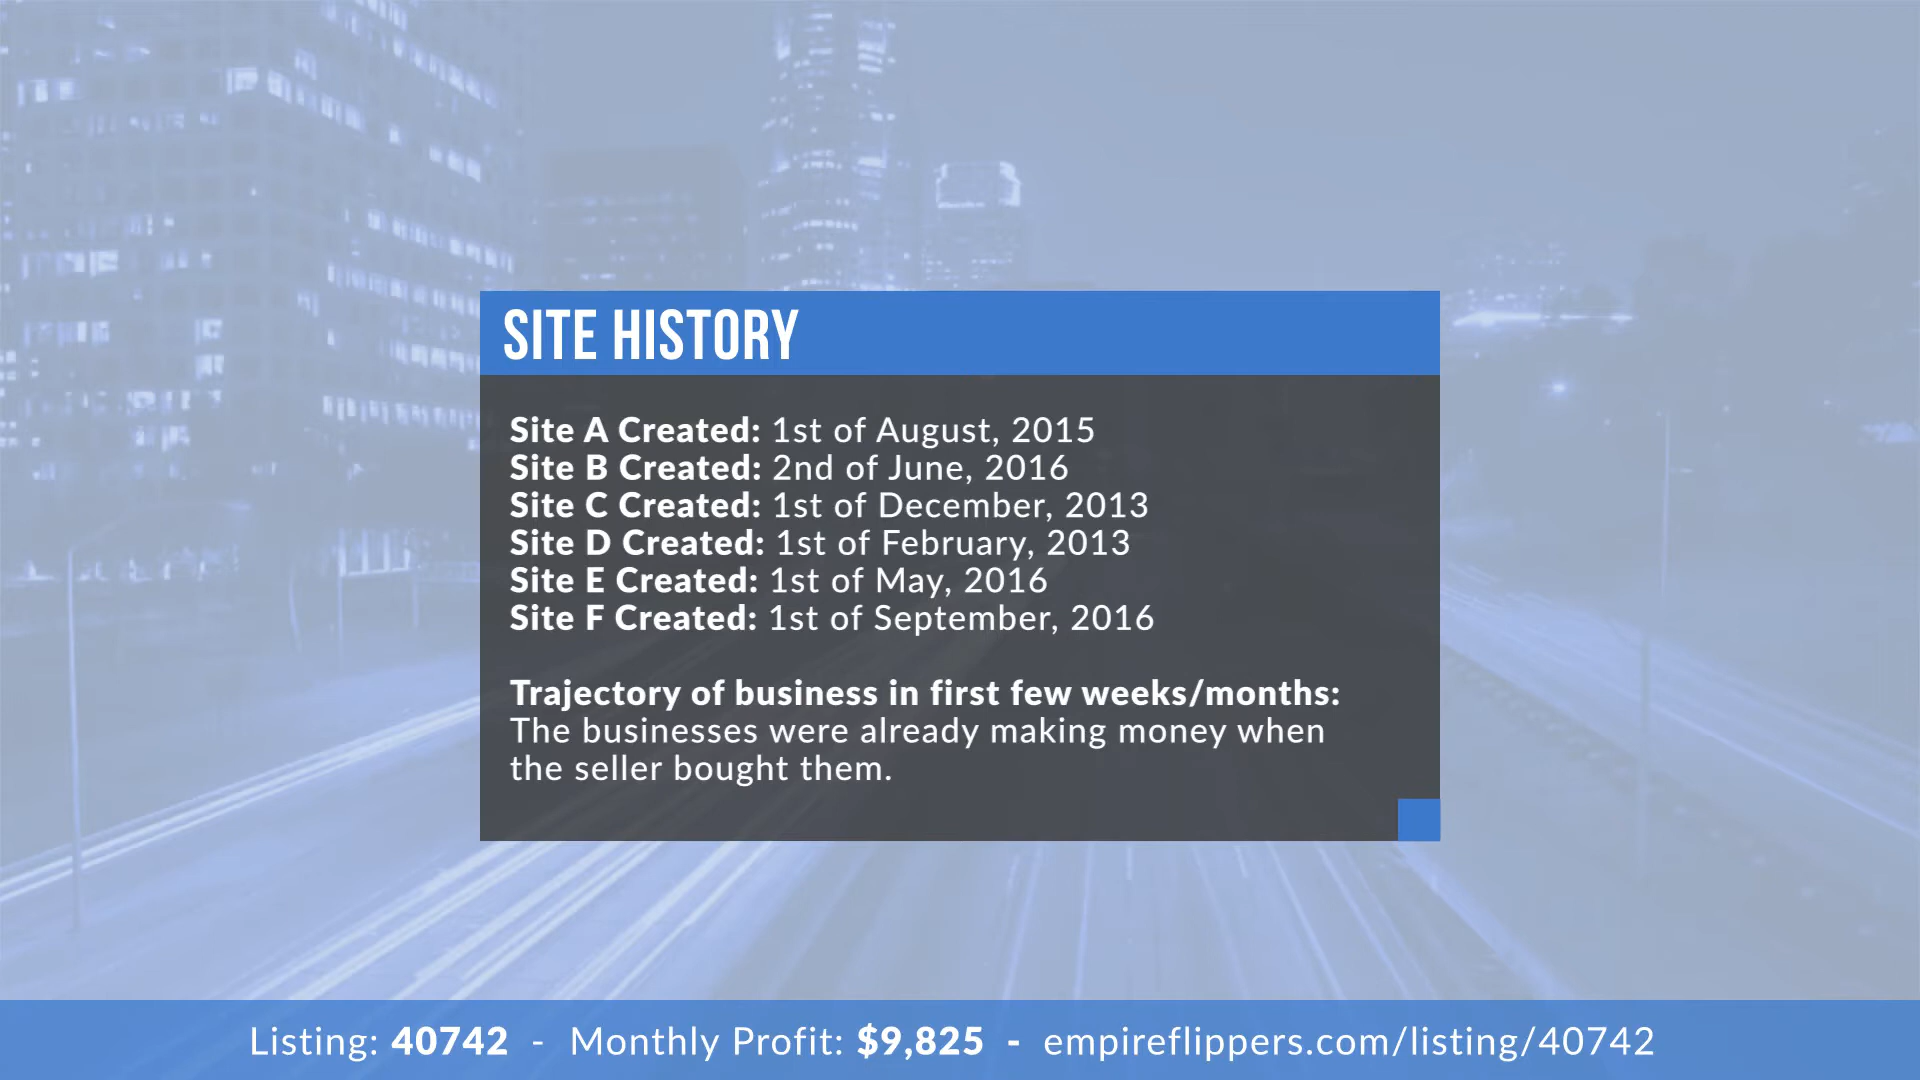 SITE HISTORY
Site A Created: 1st of August, 2015
Site B Created: 2nd of June, 2016
Site C Created: 1st of December, 2013
Site D Created: 1st of February, 2013
Site E Created: 1st of May, 2016
Site F Created: 1st of September, 2016
Trajectory of business in first few weeks/months:
The businesses were already making money when
the seller bought them.
Listing: 40742 - Monthly Profit: $9,825 - empireflippers.com/listing/40742